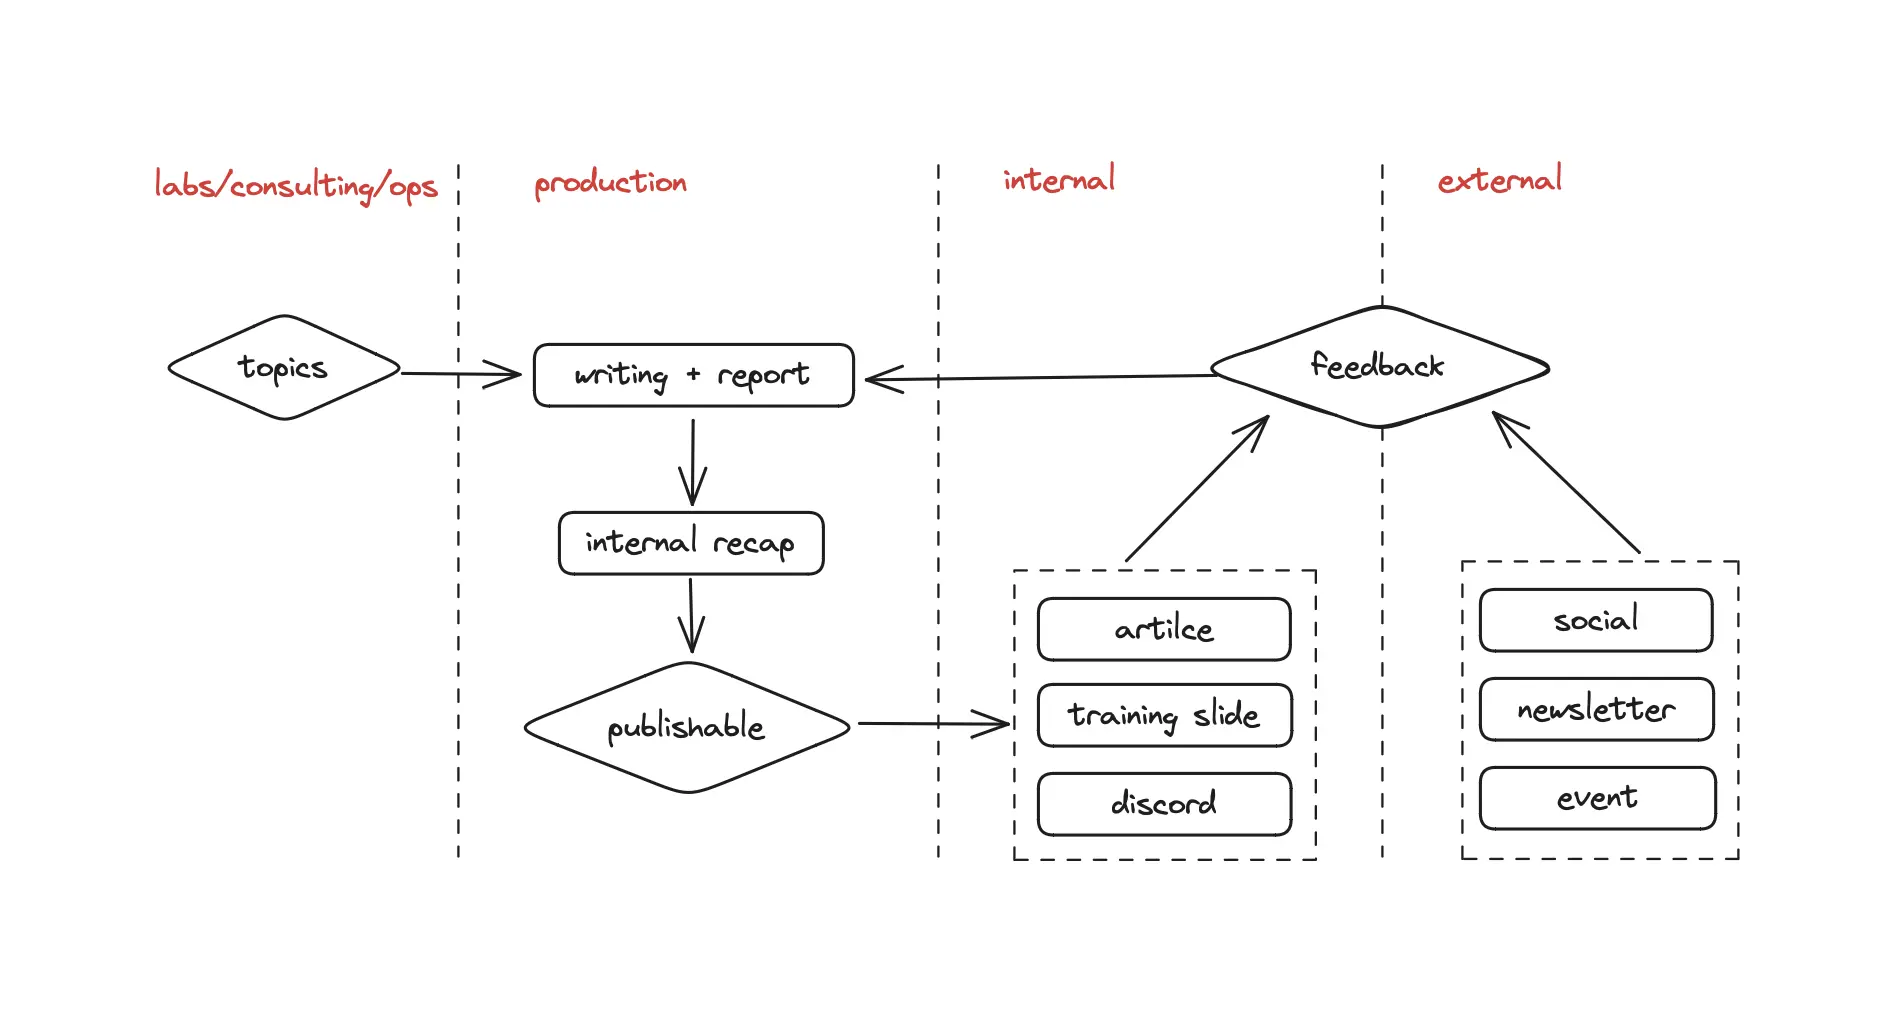 labs/consulting/ops
production
internal
external
topics
writing + report
feedback
internal recap
publishable
artilce
training slide
discord
social
newsletter
event